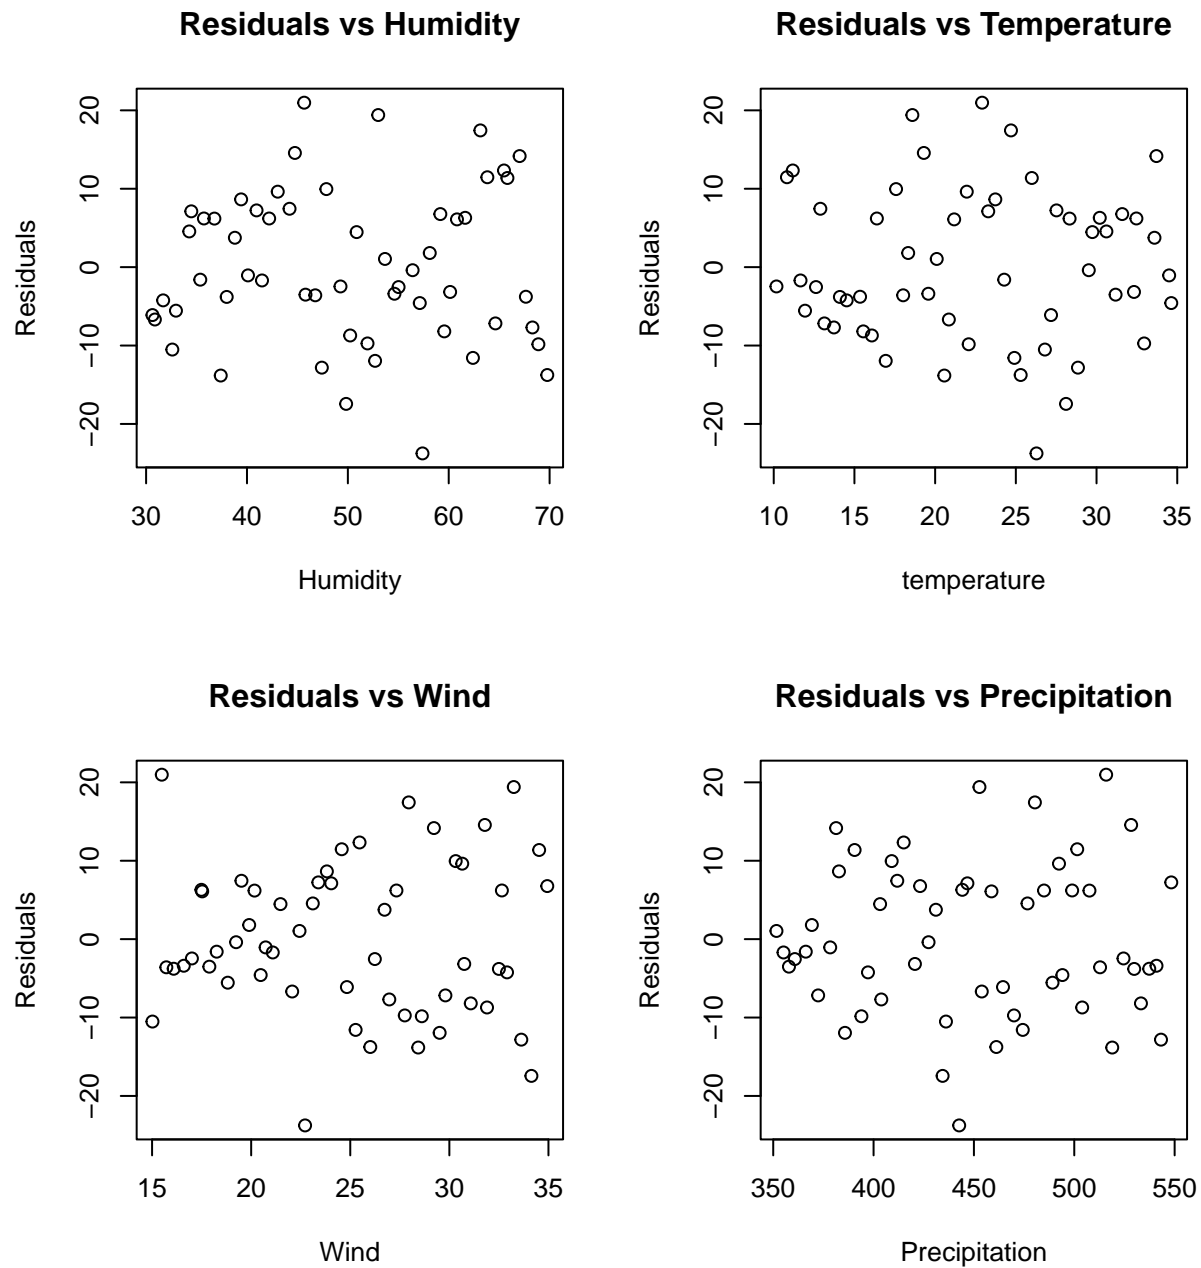 Residuals vs Humidity
Residuals
20
10
0
−10
−20
30 40 50 60 70
Humidity
Residuals vs Temperature
Residuals
20
10
0
−10
−20
10 15 20 25 30 35
temperature
Residuals vs Wind
Residuals
20
10
0
−10
−20
15 20 25 30 35
Wind
Residuals vs Precipitation
Residuals
20
10
0
−10
−20
350 400 450 500 550
Precipitation